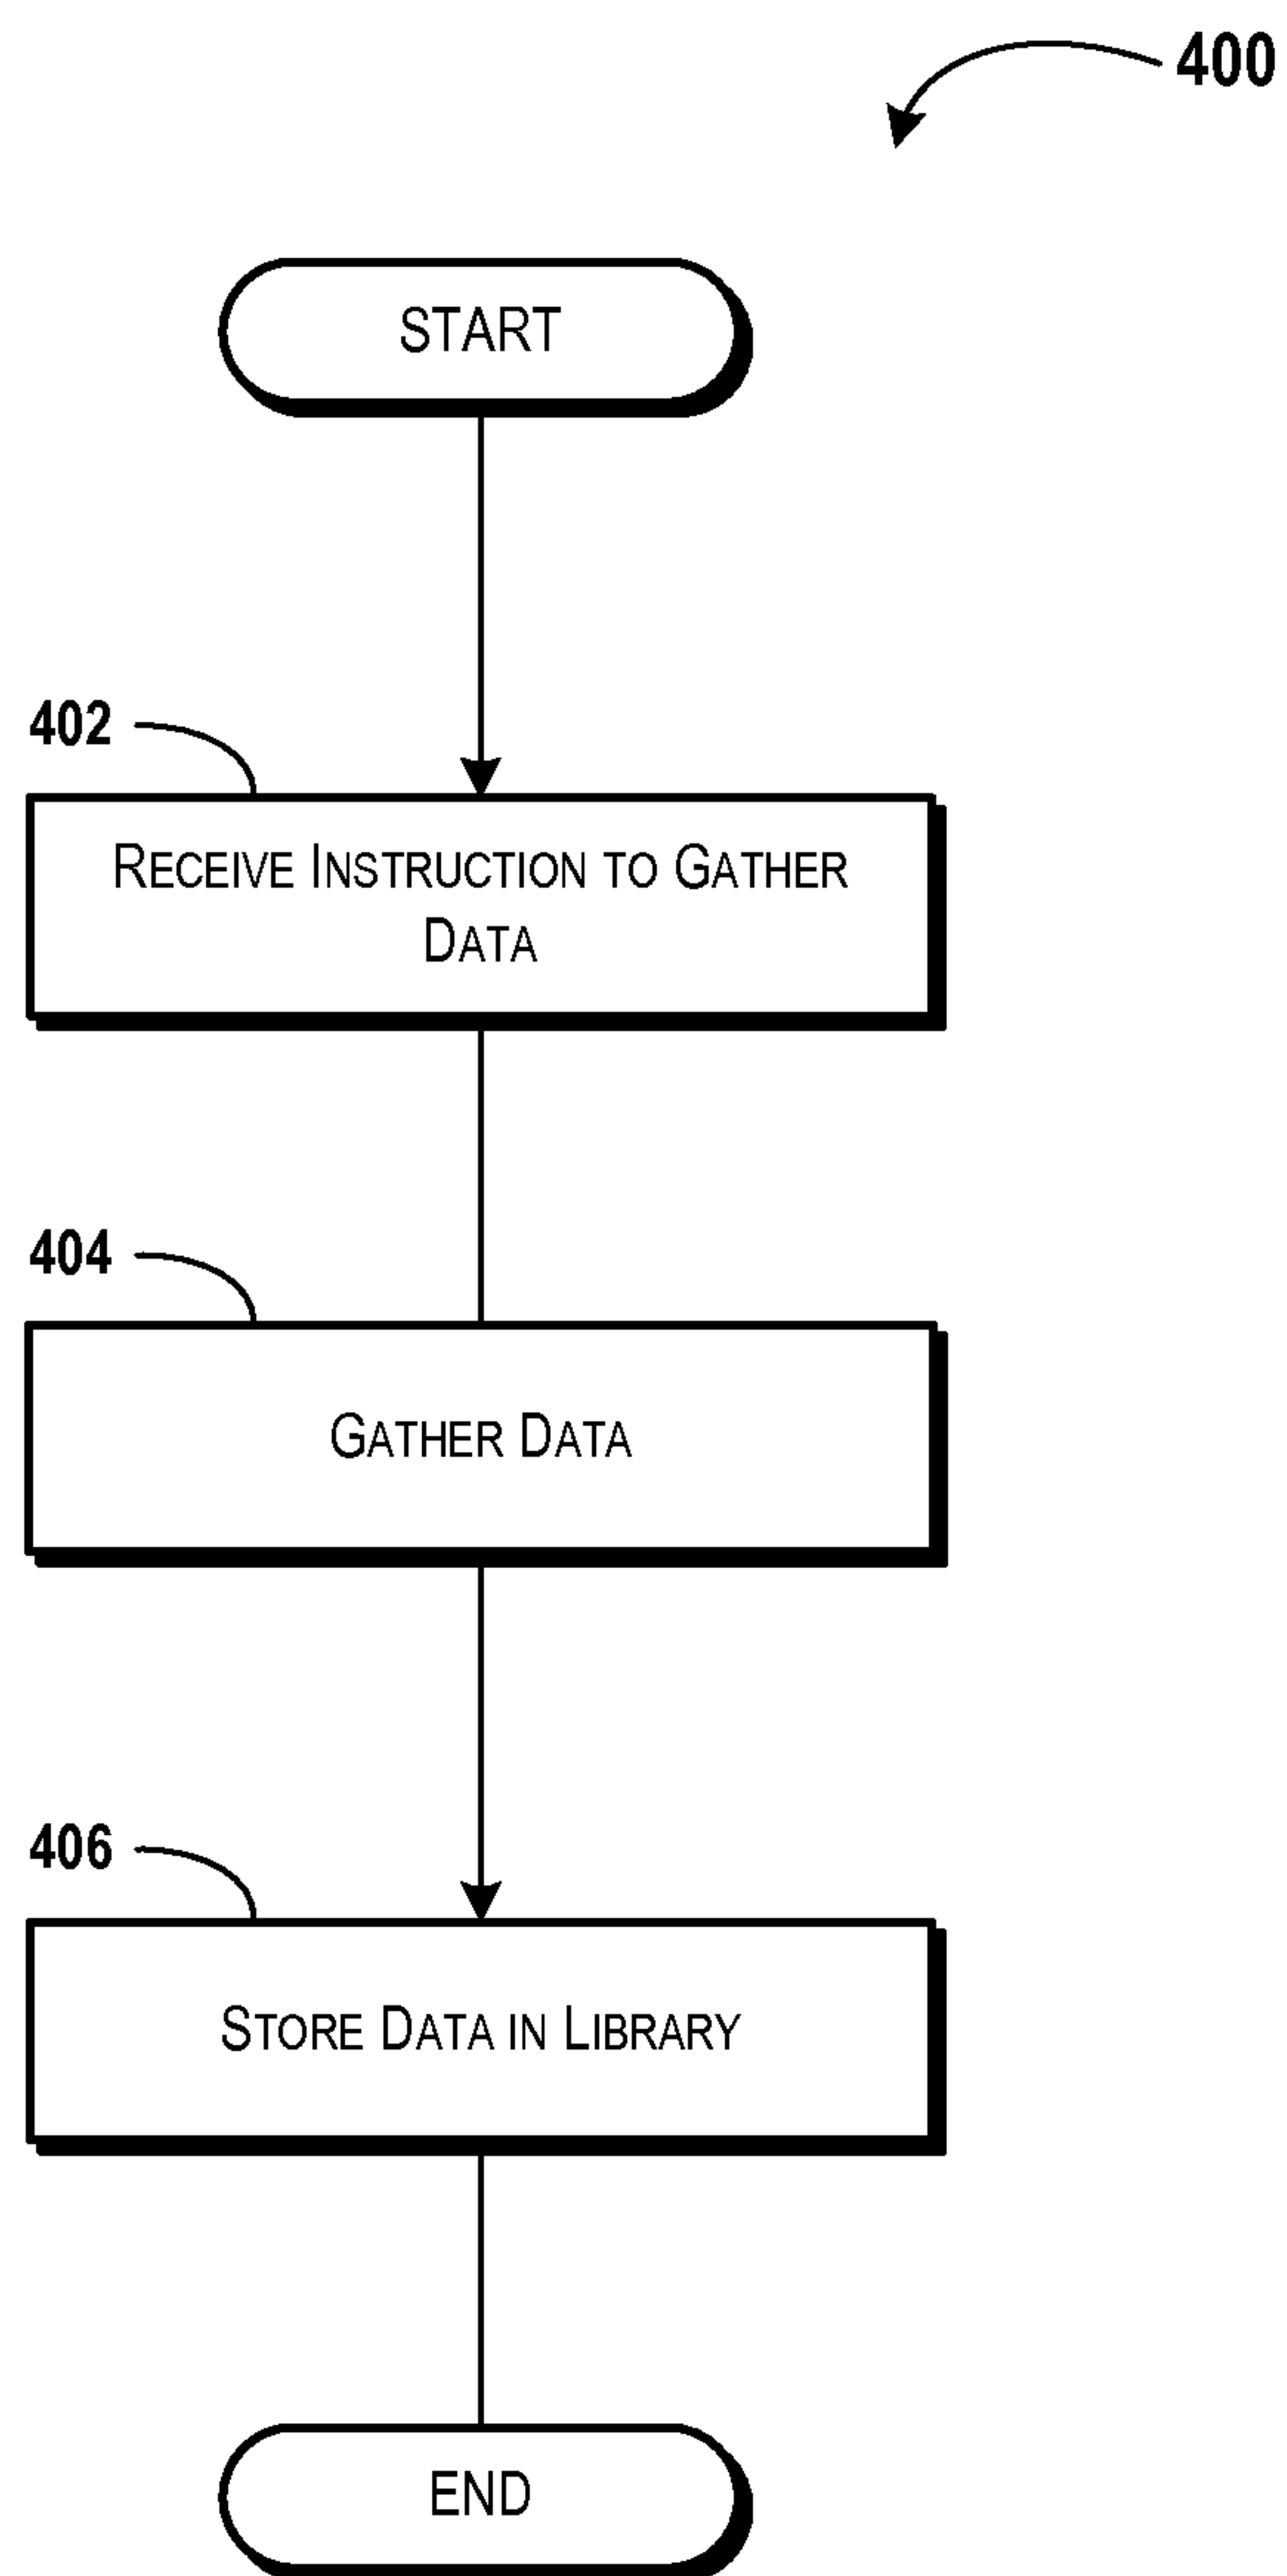 400
START
402
RECEIVE INSTRUCTION TO GATHER
DATA
404
GATHER DATA
406
STORE DATA IN LIBRARY
END